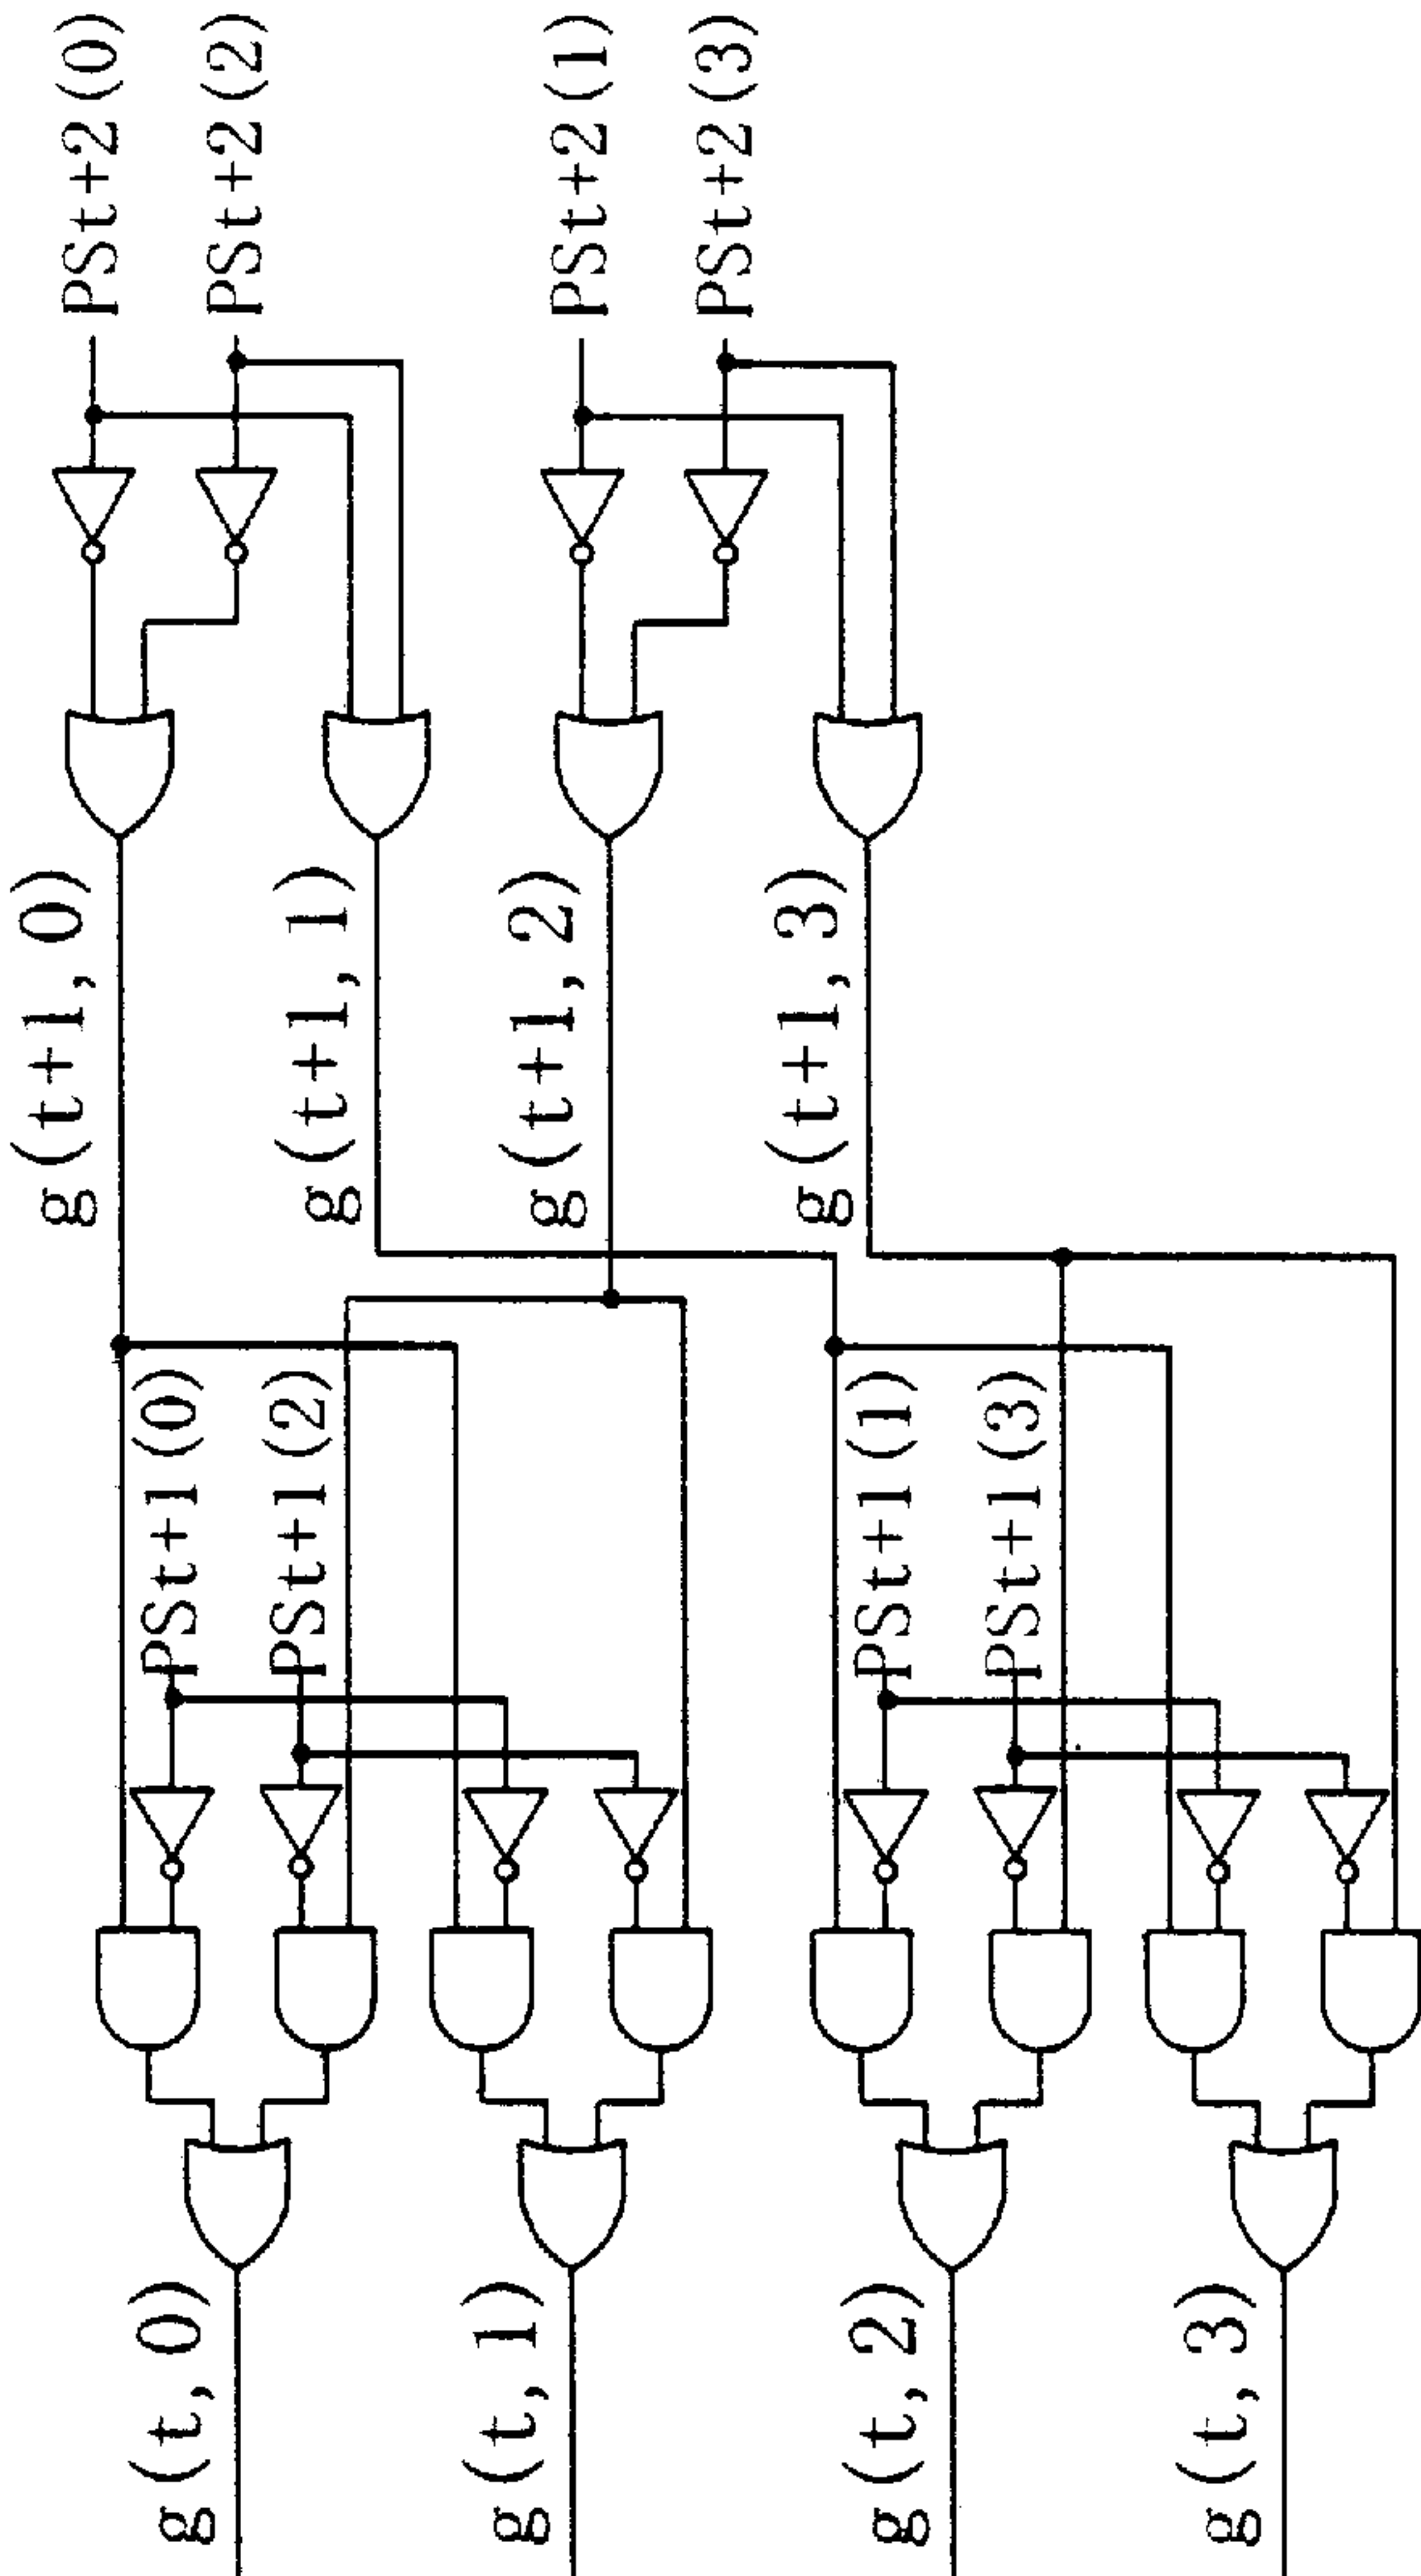 PSt+2(0)
PSt+2(2)
PSt+2(1)
PSt+2(3)
g(t+1,0)
g(t+1,1)
g(t+1,2)
g(t+1,3)
PSt+1(0)
PSt+1(2)
PSt+1(1)
PSt+1(3)
g(t,0)
g(t,1)
g(t,2)
g(t,3)